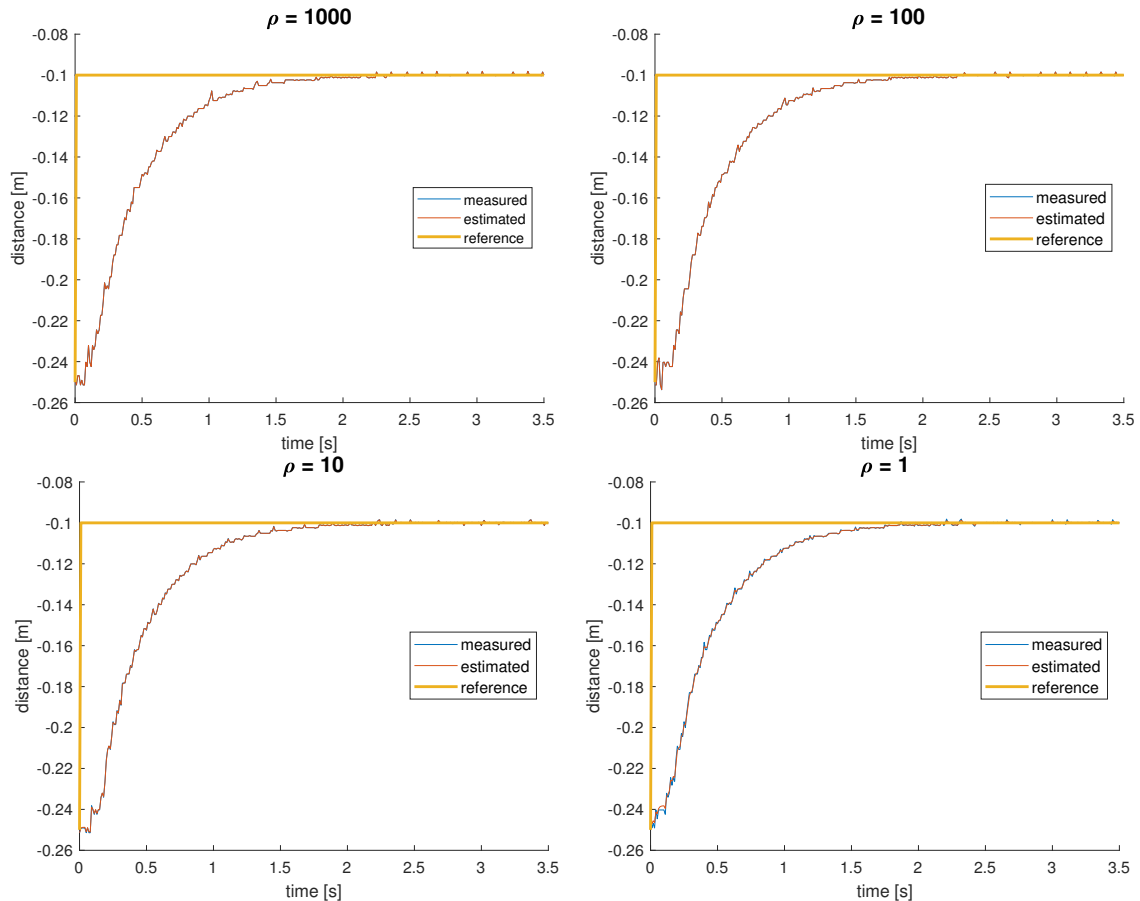 ρ = 1000
-0.08
-0.1
-0.12
-0.14
-0.16
-0.18
-0.2
-0.22
-0.24
-0.26
distance [m]
0 0.5 1 1.5 2 2.5 3 3.5
time [s]
measured
estimated
reference
ρ = 100
-0.08
-0.1
-0.12
-0.14
-0.16
-0.18
-0.2
-0.22
-0.24
-0.26
distance [m]
0 0.5 1 1.5 2 2.5 3 3.5
time [s]
measured
estimated
reference
ρ = 10
-0.08
-0.1
-0.12
-0.14
-0.16
-0.18
-0.2
-0.22
-0.24
-0.26
distance [m]
0 0.5 1 1.5 2 2.5 3 3.5
time [s]
measured
estimated
reference
ρ = 1
-0.08
-0.1
-0.12
-0.14
-0.16
-0.18
-0.2
-0.22
-0.24
-0.26
distance [m]
0 0.5 1 1.5 2 2.5 3 3.5
time [s]
measured
estimated
reference